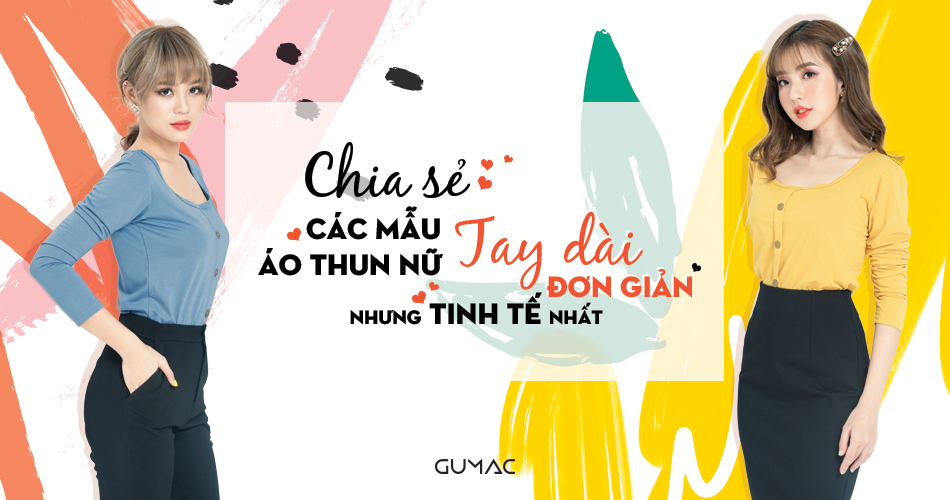 Chia sẻ
CÁC MẪU
ÁO THUN NỮ Tay dài
ĐƠN GIẢN
NHƯNG TINH TẾ NHẤT
GUMAC